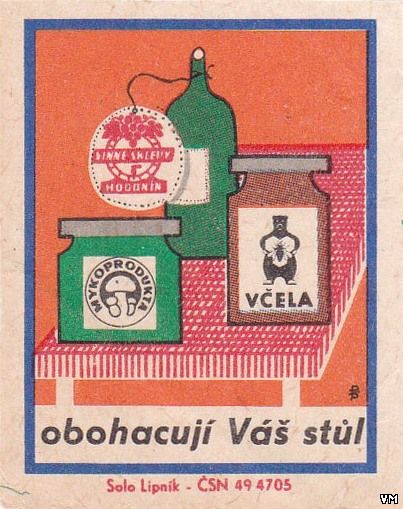 VINNÉ SKLEPY
HODONÍN
MYKOPRODUKTA
VČELA
obohacují Váš stůl
Solo Lipník - ČSN 49 4705
VM